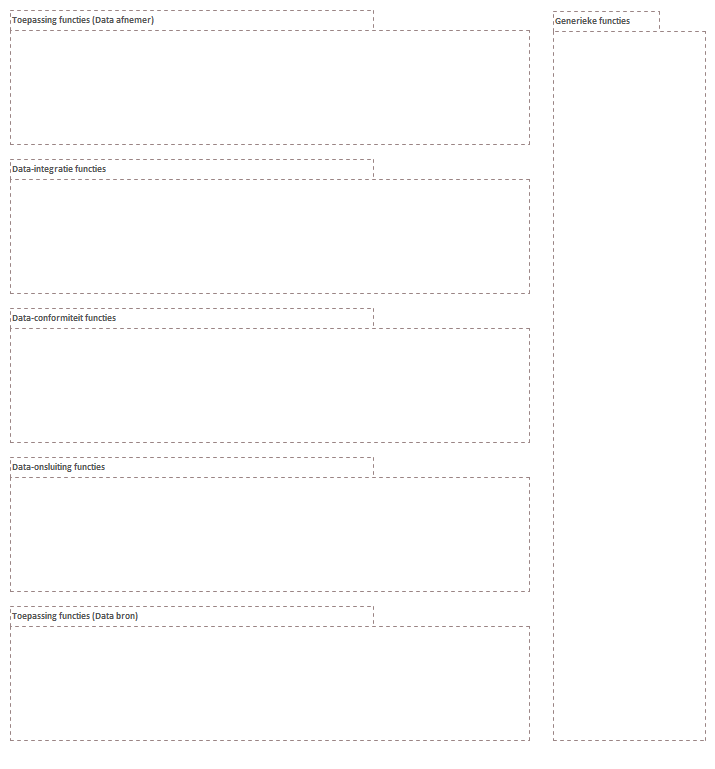 Toepassing functies (Data afnemer)
Generieke functies
Data-integratie functies
Data-conformiteit functies
Data-onsluiting functies
Toepassing functies (Data bron)